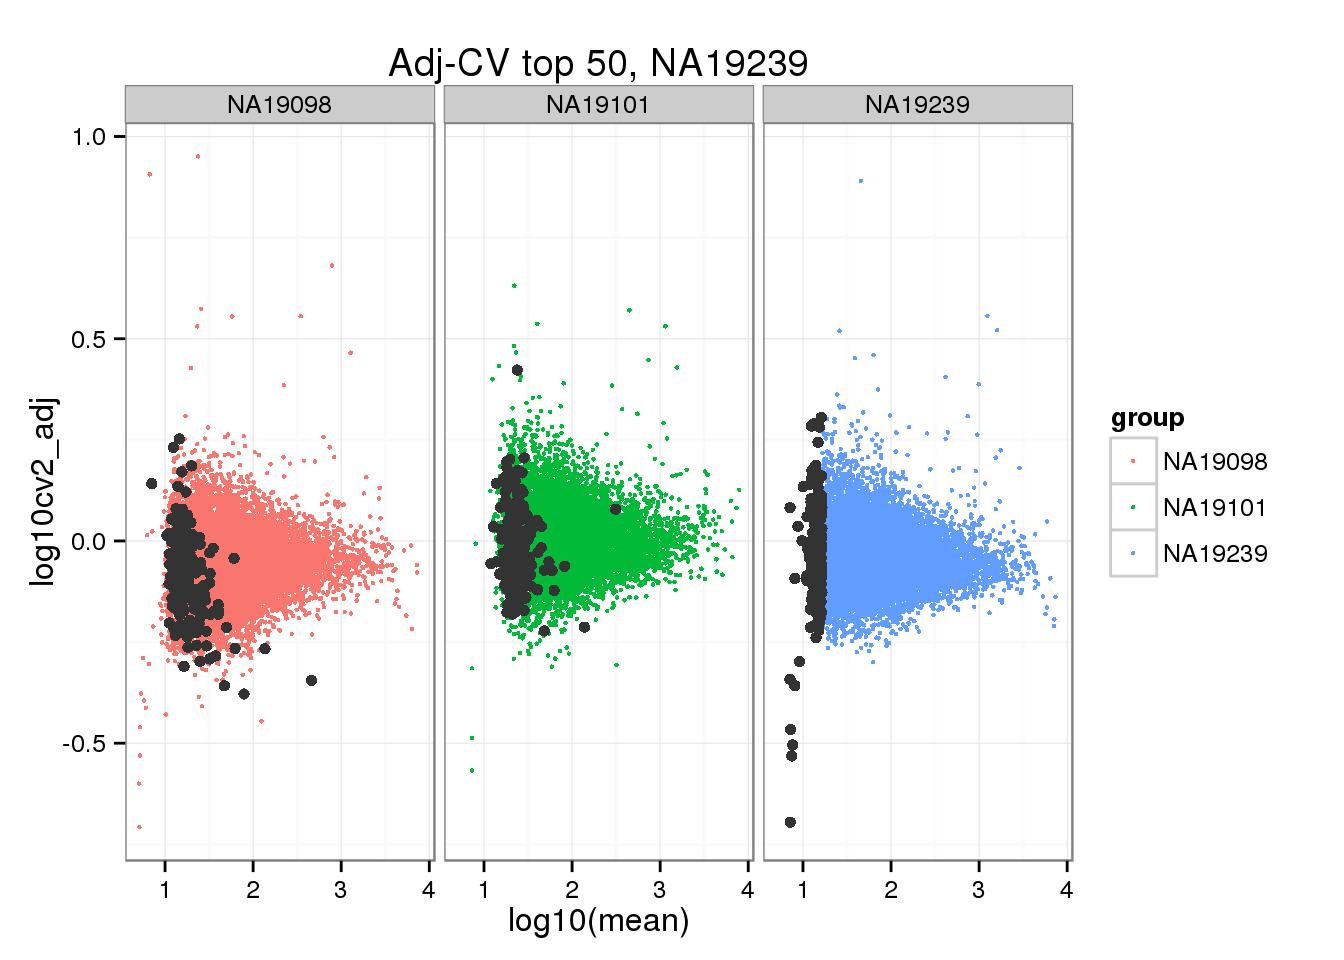 Adj-CV top 50, NA19239
NA19098 NA19101 NA19239
1.0
0.5
0.0
-0.5
log10cv2_adj
1 2 3 4 1 2 3 4 1 2 3 4
log10(mean)
group
NA19098
NA19101
NA19239